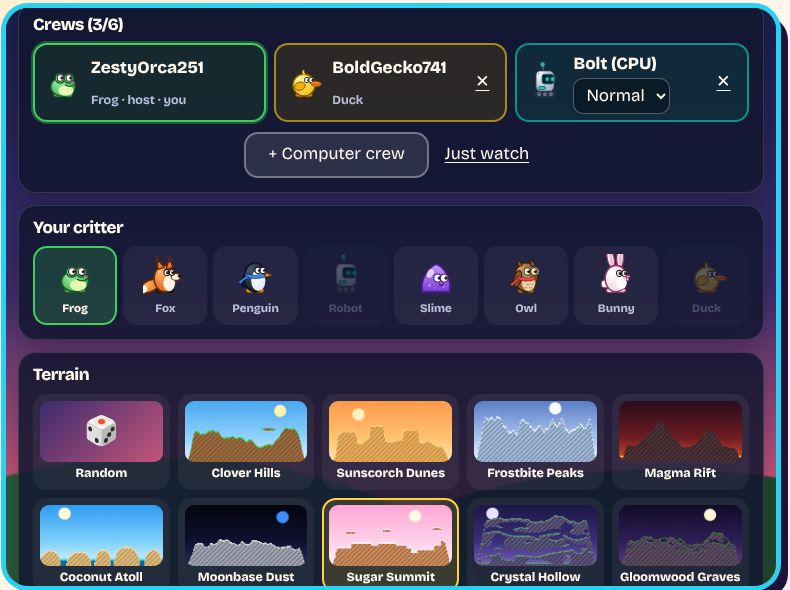 Crews (3/6)
ZestyOrca251
Frog · host · you
BoldGecko741
Duck
×
Bolt (CPU)
Normal
×
+ Computer crew
Just watch
Your critter
Frog
Fox
Penguin
Robot
Slime
Owl
Bunny
Duck
Terrain
Random
Clover Hills
Sunscorch Dunes
Frostbite Peaks
Magma Rift
Coconut Atoll
Moonbase Dust
Sugar Summit
Crystal Hollow
Gloomwood Graves